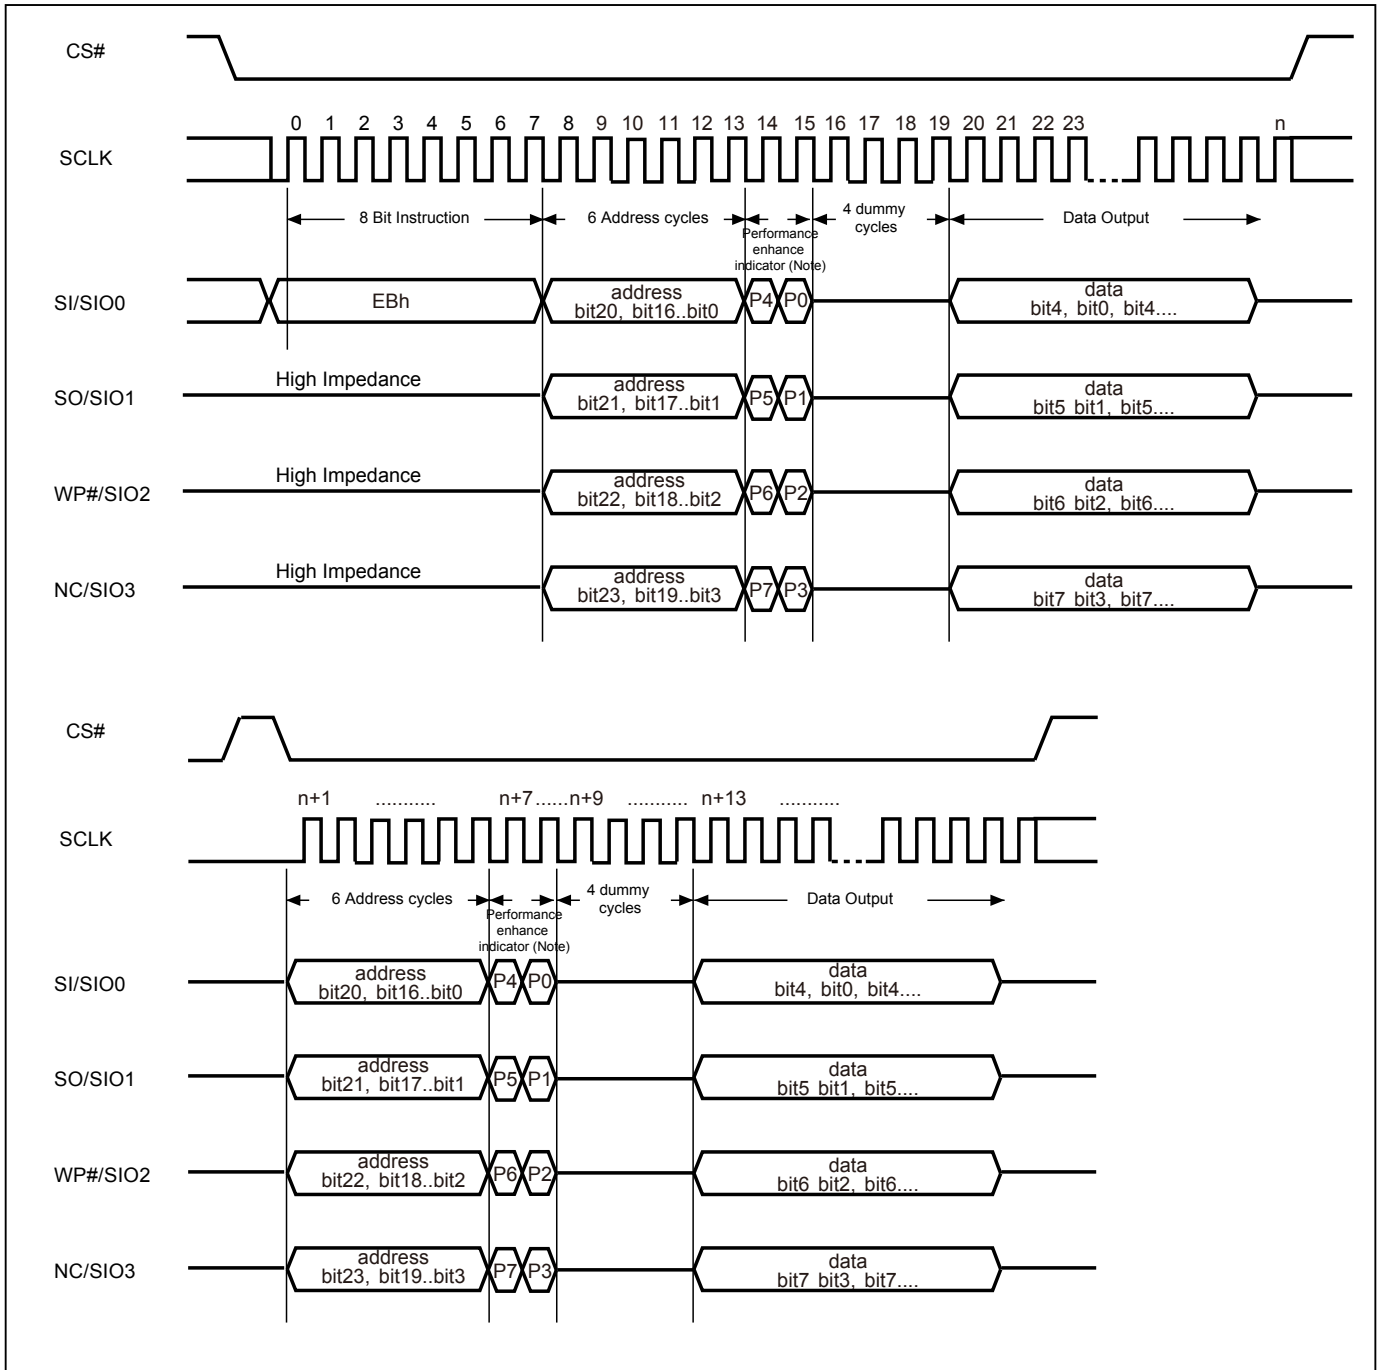 CS#
0 1 2 3 4 5 6 7 8 9 10 11 12 13 14 15 16 17 18 19 20 21 22 23 n
SCLK
8 Bit Instruction
6 Address cycles
Performance
enhance
indicator (Note)
4 dummy
cycles
Data Output
SI/SIO0
EBh
address
bit20, bit16..bit0
P4
P0
data
bit4, bit0, bit4....
SO/SIO1
High Impedance
address
bit21, bit17..bit1
P5
P1
data
bit5 bit1, bit5....
WP#/SIO2
High Impedance
address
bit22, bit18..bit2
P6
P2
data
bit6 bit2, bit6....
NC/SIO3
High Impedance
address
bit23, bit19..bit3
P7
P3
data
bit7 bit3, bit7....
CS#
n+1 ........... n+7......n+9 ........... n+13 ...........
SCLK
6 Address cycles
Performance
enhance
indicator (Note)
4 dummy
cycles
Data Output
SI/SIO0
address
bit20, bit16..bit0
P4
P0
data
bit4, bit0, bit4....
SO/SIO1
address
bit21, bit17..bit1
P5
P1
data
bit5 bit1, bit5....
WP#/SIO2
address
bit22, bit18..bit2
P6
P2
data
bit6 bit2, bit6....
NC/SIO3
address
bit23, bit19..bit3
P7
P3
data
bit7 bit3, bit7....